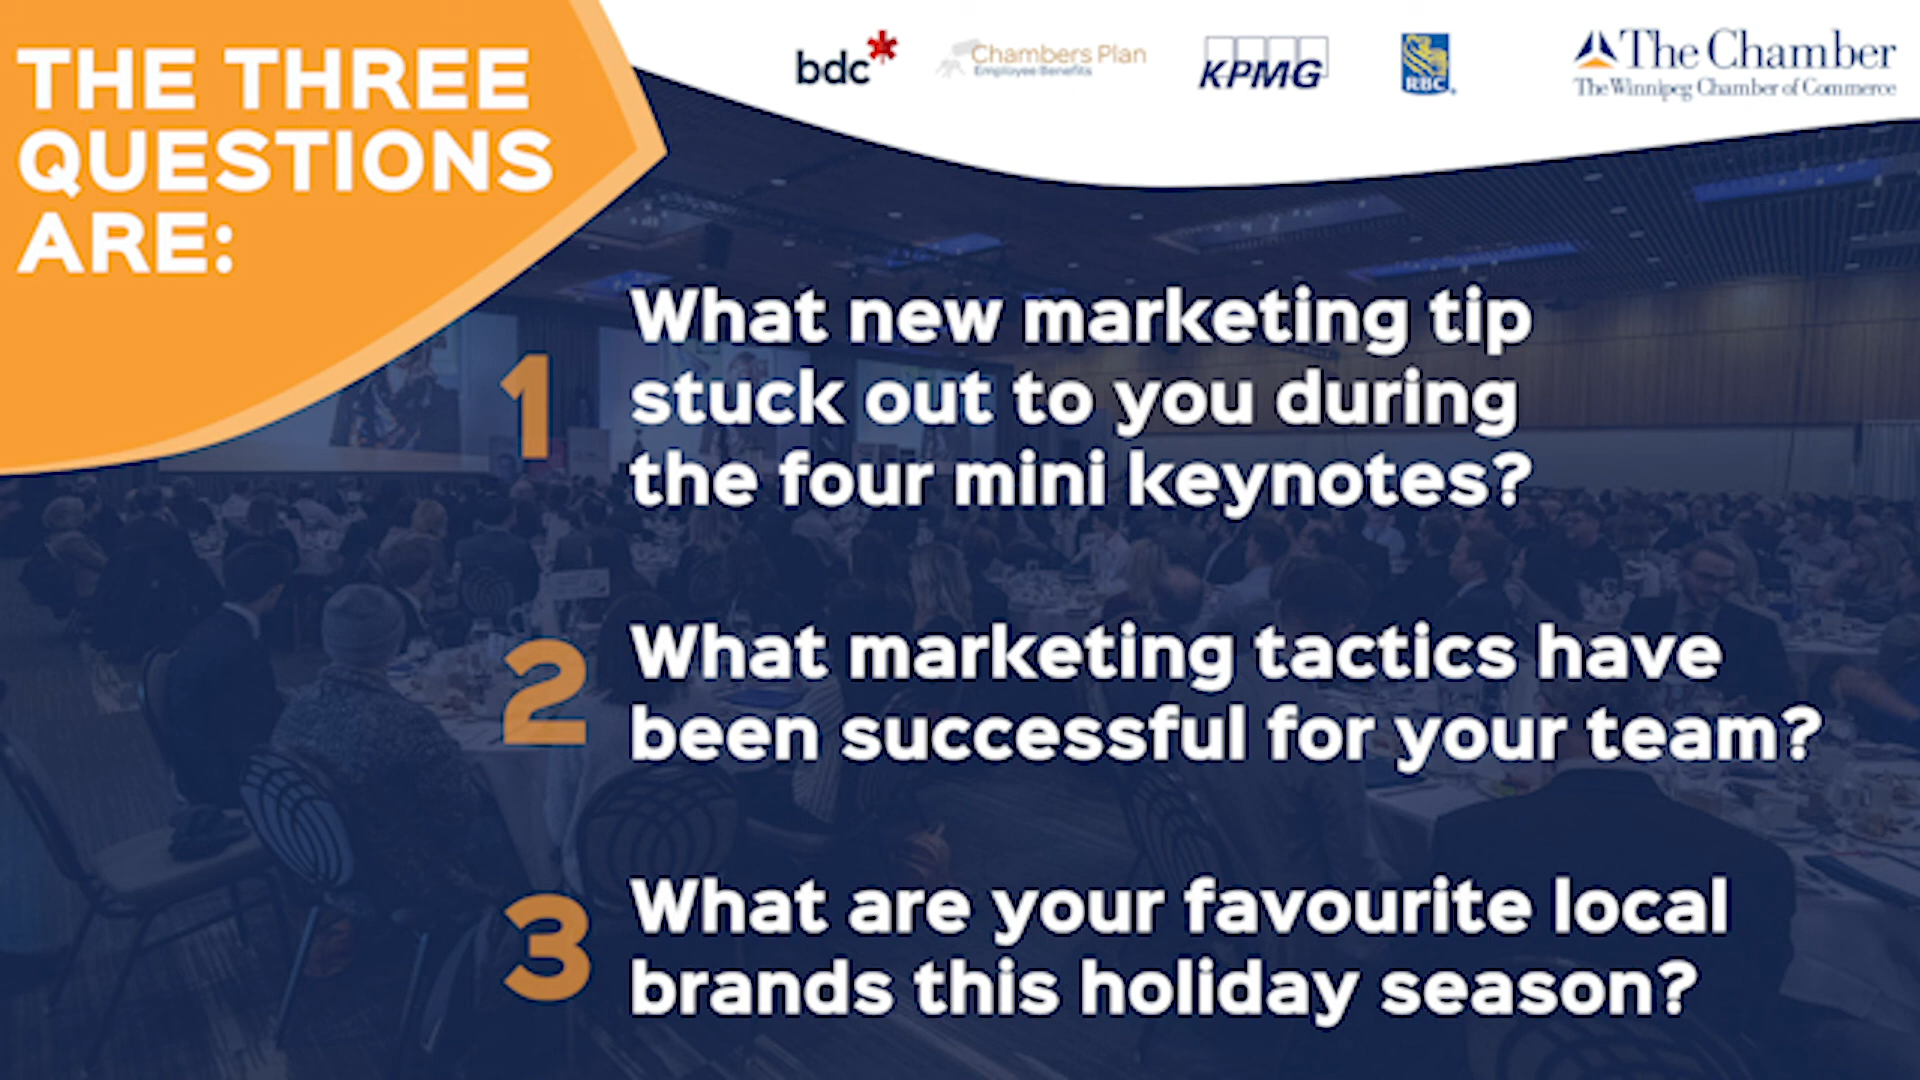 THE THREE
QUESTIONS
ARE:
bdc
Chambers Plan
Employee Benefits
KPMG
RBC
The Chamber
The Winnipeg Chamber of Commerce
1
What new marketing tip
stuck out to you during
the four mini keynotes?
2
What marketing tactics have
been successful for your team?
3
What are your favourite local
brands this holiday season?